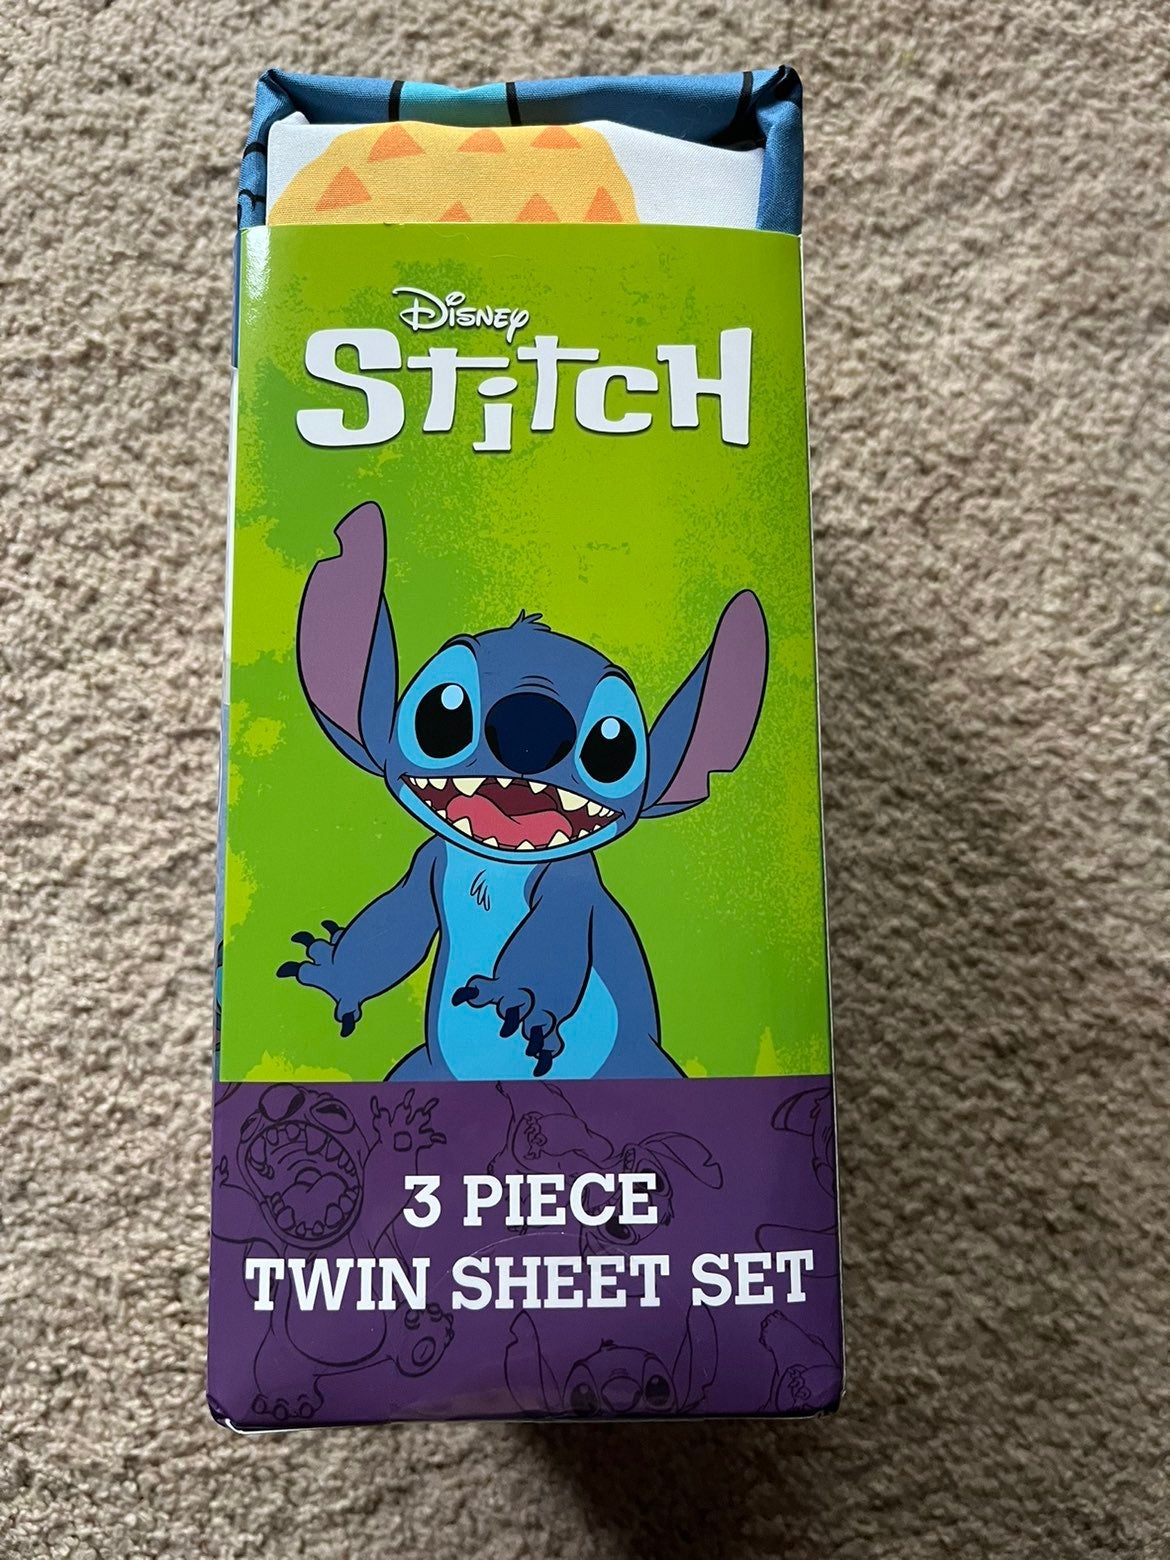 Disney
Stitch
3 PIECE
TWIN SHEET SET